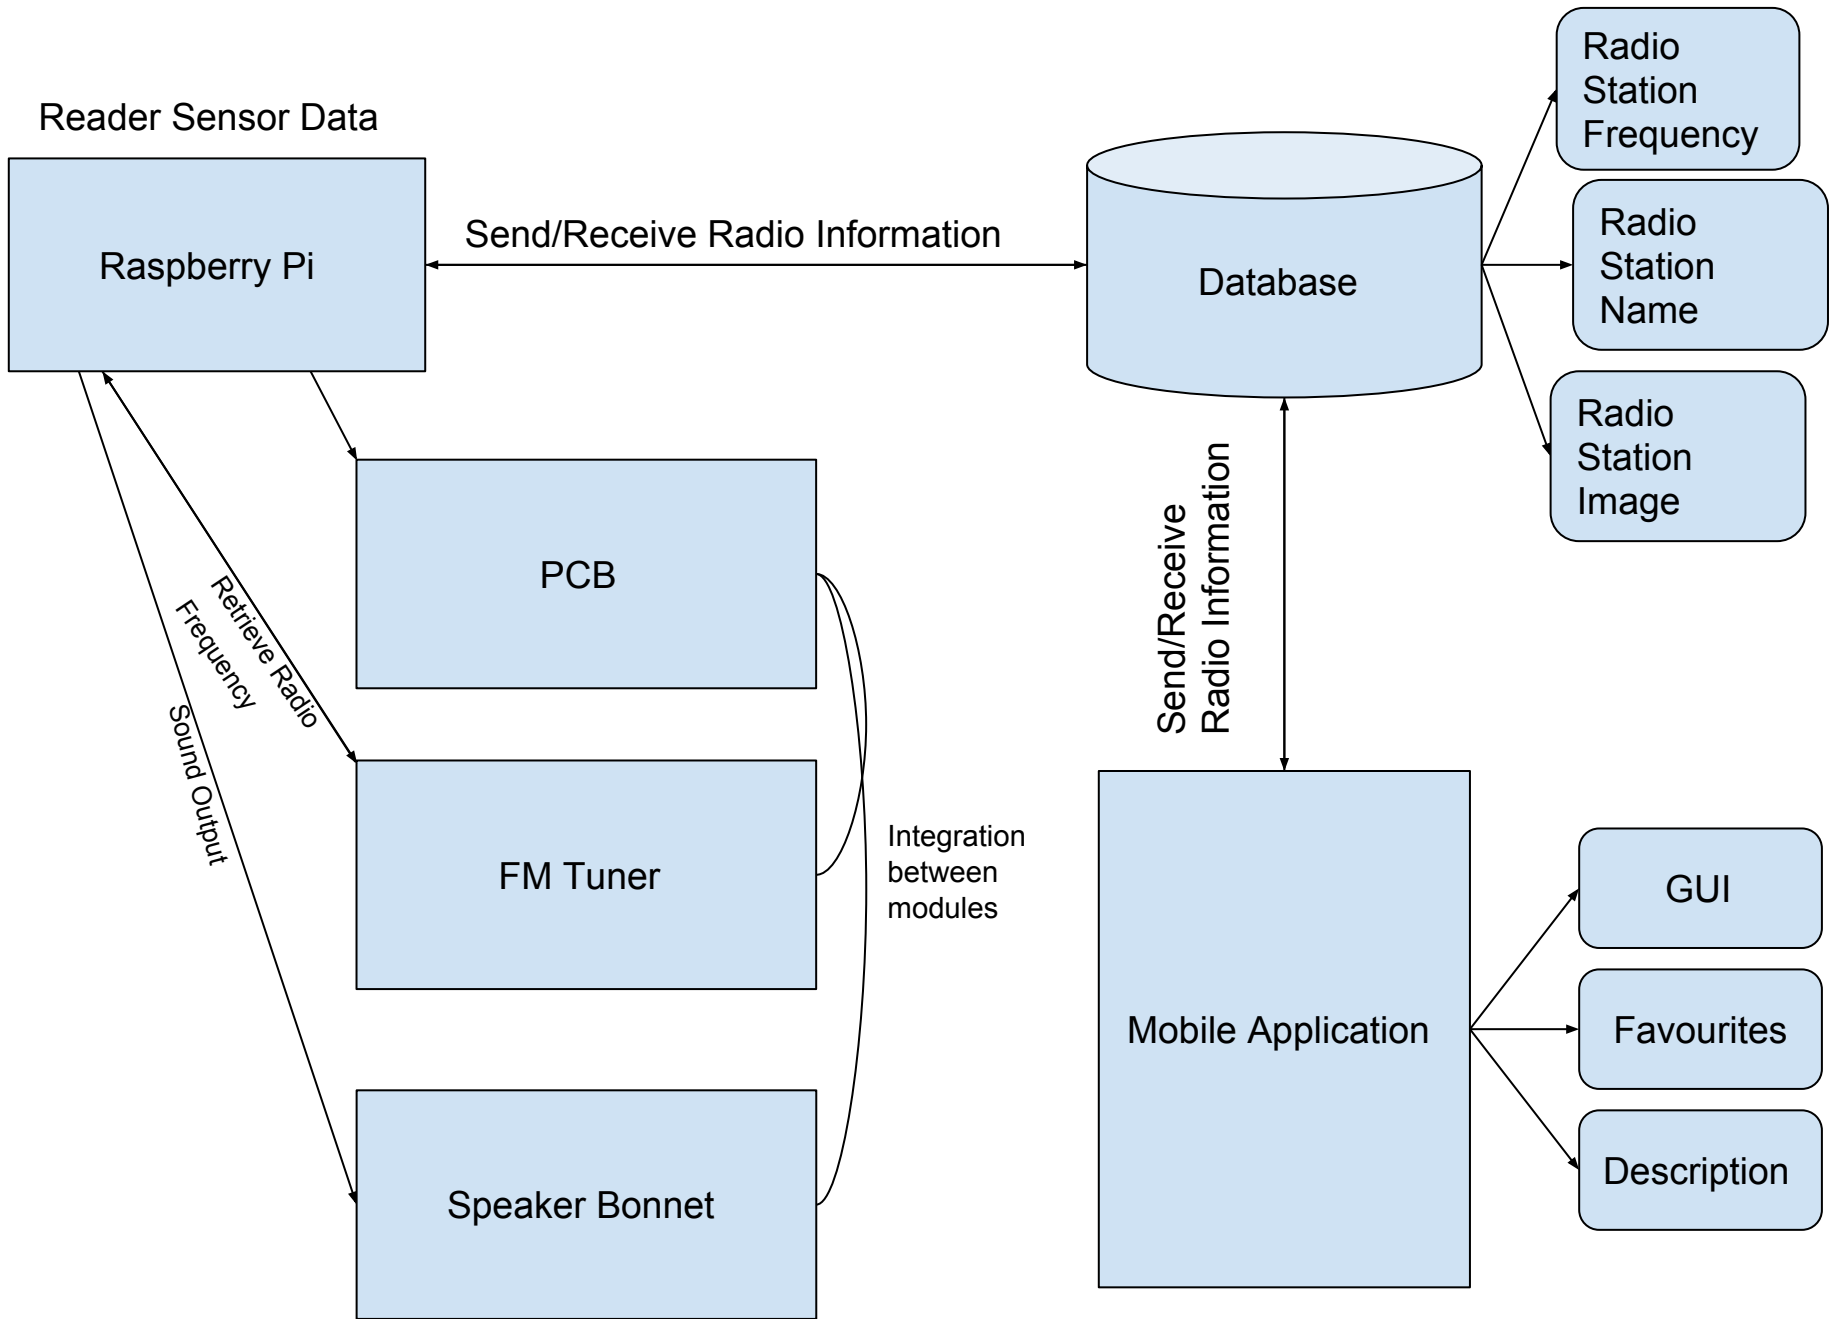 Reader Sensor Data
Raspberry Pi
Send/Receive Radio Information
Database
Radio
Station
Frequency
Radio
Station
Name
Radio
Station
Image
PCB
Retrieve Radio
Frequency
Sound Output
FM Tuner
Integration
between
modules
Speaker Bonnet
Send/Receive
Radio Information
Mobile Application
GUI
Favourites
Description